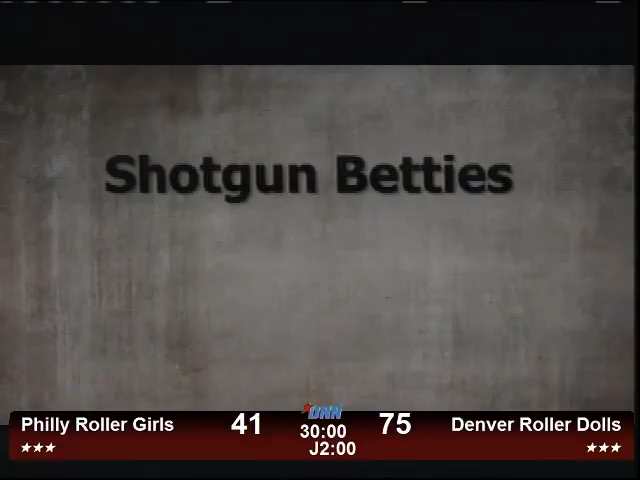 Shotgun Betties
DNN
Philly Roller Girls 41 30:00 75 Denver Roller Dolls
J2:00